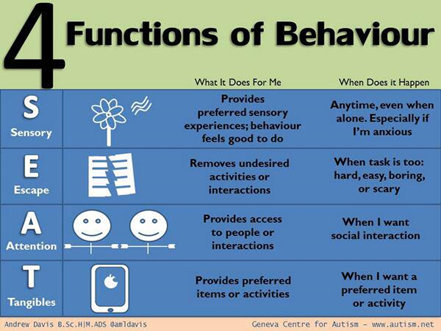 4 Functions of Behaviour
What It Does For Me
When Does it Happen
S
Sensory
Provides
preferred sensory
experiences; behaviour
feels good to do
Anytime, even when
alone. Especially if
I'm anxious
E
Escape
Removes undesired
activities or
interactions
When task is too:
hard, easy, boring,
or scary
A
Attention
Provides access
to people or
interactions
When I want
social interaction
T
Tangibles
Provides preferred
items or activities
When I want a
preferred item
or activity
Andrew Davis B.Sc.H|M.ADS @amldavis
Geneva Centre for Autism – www.autism.net